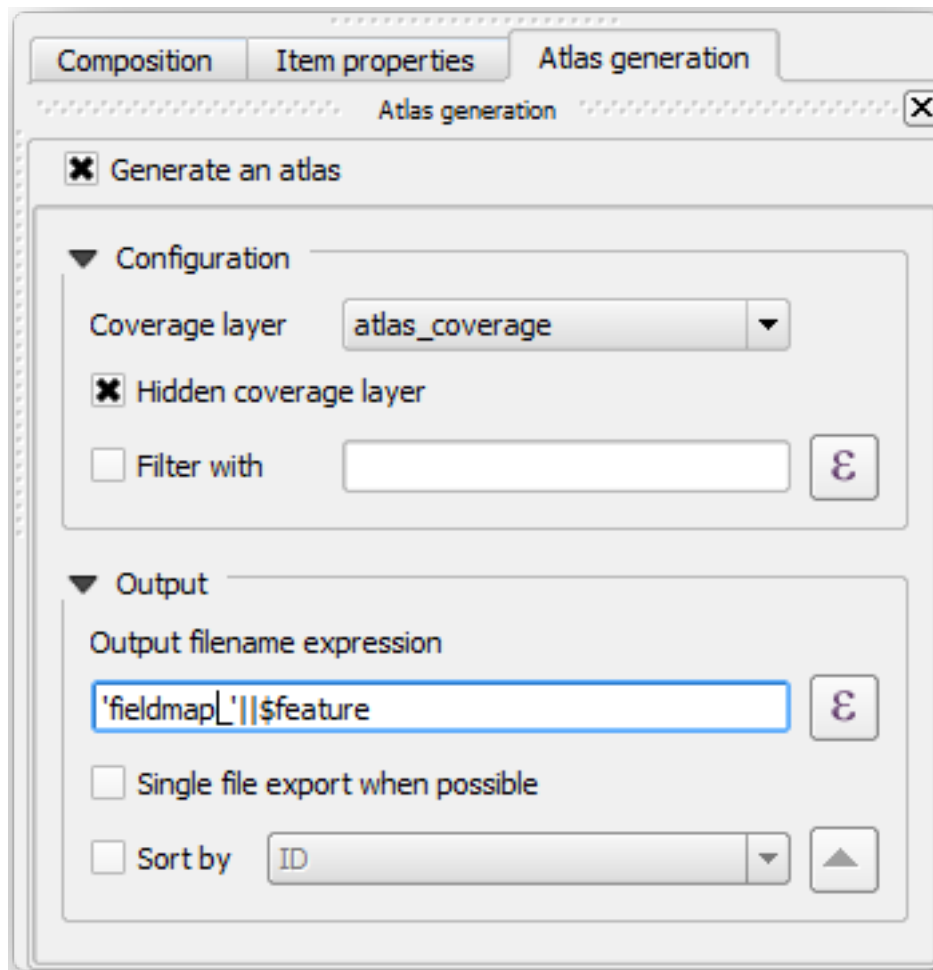 Composition Item properties Atlas generation
Atlas generation
Generate an atlas
Configuration
Coverage layer atlas_coverage
Hidden coverage layer
Filter with ε
Output
Output filename expression
'fieldmap_'||$feature ε
Single file export when possible
Sort by ID